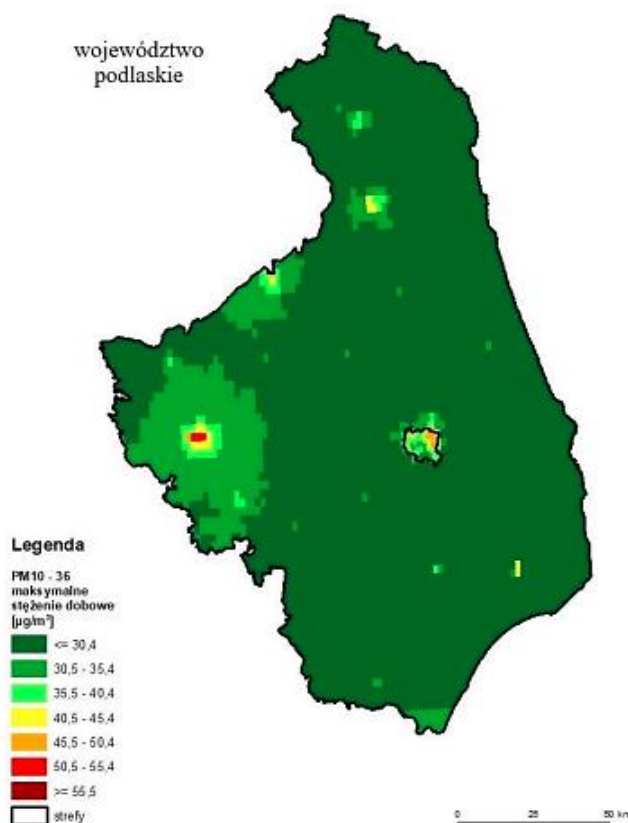 województwo
podlaskie
Legenda
PM10 - 36
maksymalne
stężenie dobowe
[µg/m³]
<= 30,4
30,5 - 35,4
35,5 - 40,4
40,5 - 45,4
45,5 - 50,4
50,5 - 55,4
>= 55,5
strefy
0 25 50 km